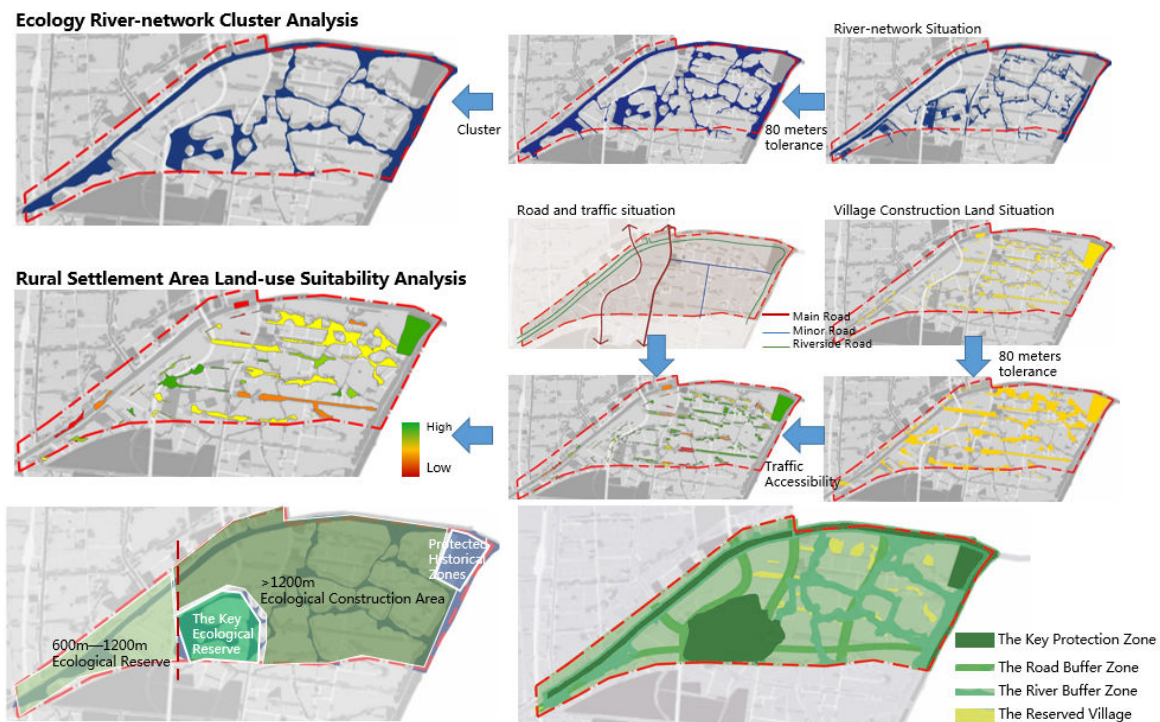 Ecology River-network Cluster Analysis
River-network Situation
Cluster
80 meters
tolerance
Road and traffic situation
Village Construction Land Situation
Rural Settlement Area Land-use Suitability Analysis
Main Road
Minor Road
Riverside Road
80 meters
tolerance
High
Low
Traffic
Accessibility
Protected
Historical
Zones
>1200m
Ecological Construction Area
The Key
Ecological
Reserve
600m—1200m
Ecological Reserve
The Key Protection Zone
The Road Buffer Zone
The River Buffer Zone
The Reserved Village